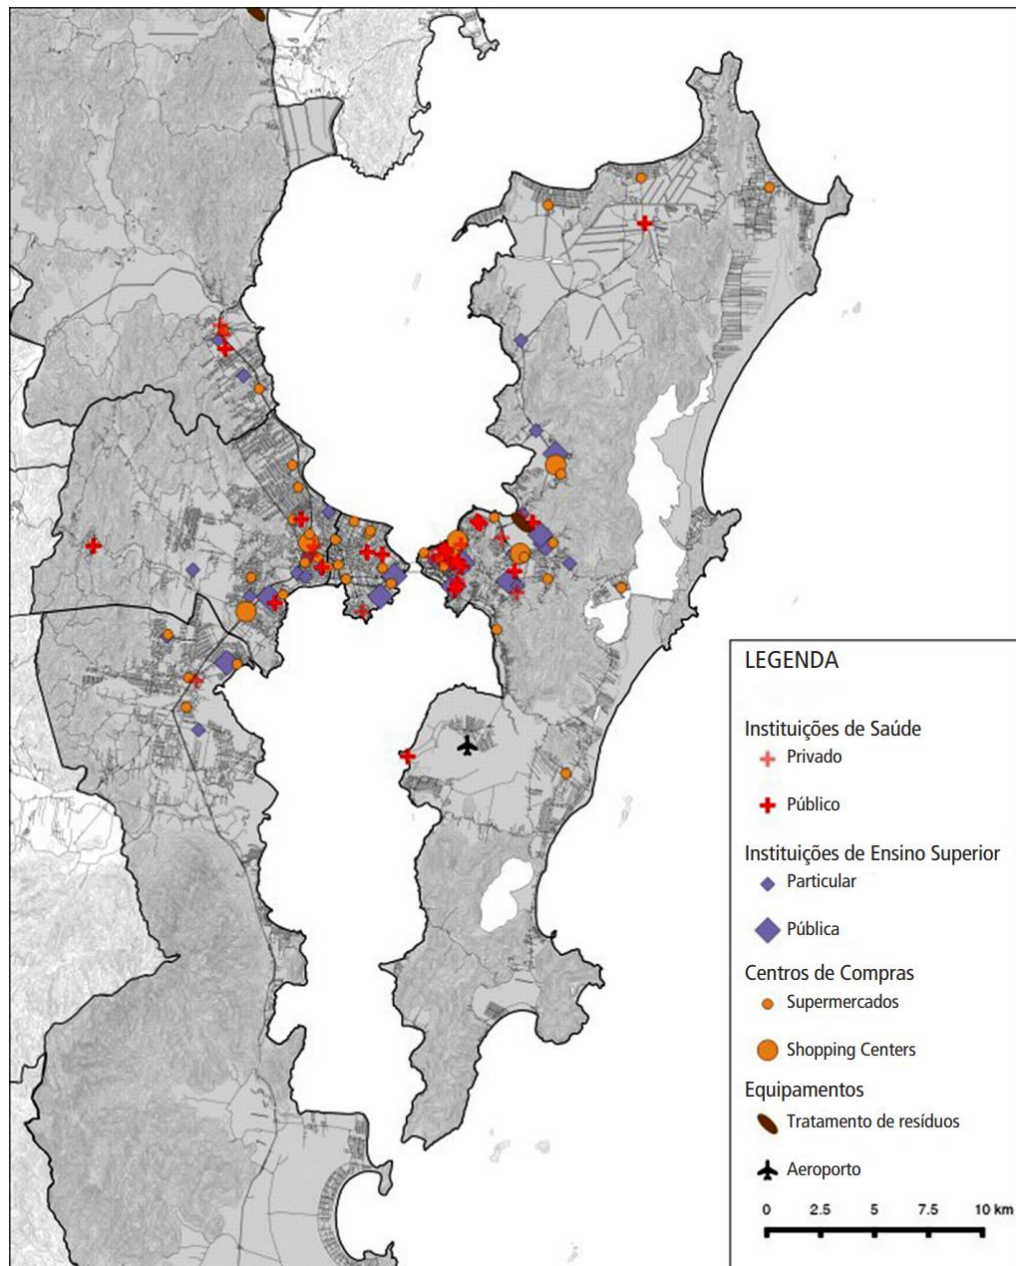 LEGENDA
Instituições de Saúde
Privado
Público
Instituições de Ensino Superior
Particular
Pública
Centros de Compras
Supermercados
Shopping Centers
Equipamentos
Tratamento de resíduos
Aeroporto
0 2.5 5 7.5 10 km